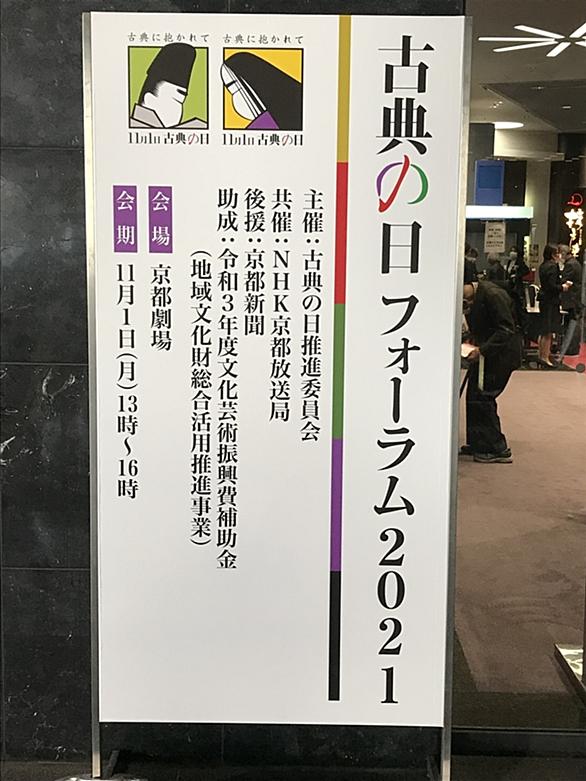 古典の日 フォーラム2021
古典に抱かれて
11月1日 古典の日
古典に抱かれて
11月1日 古典の日
主催：古典の日推進委員会
共催：NHK京都放送局
後援：京都新聞
助成：令和3年度文化芸術振興費補助金
（地域文化財総合活用推進事業）
会場 京都劇場
会期 11月1日(月)13時〜16時